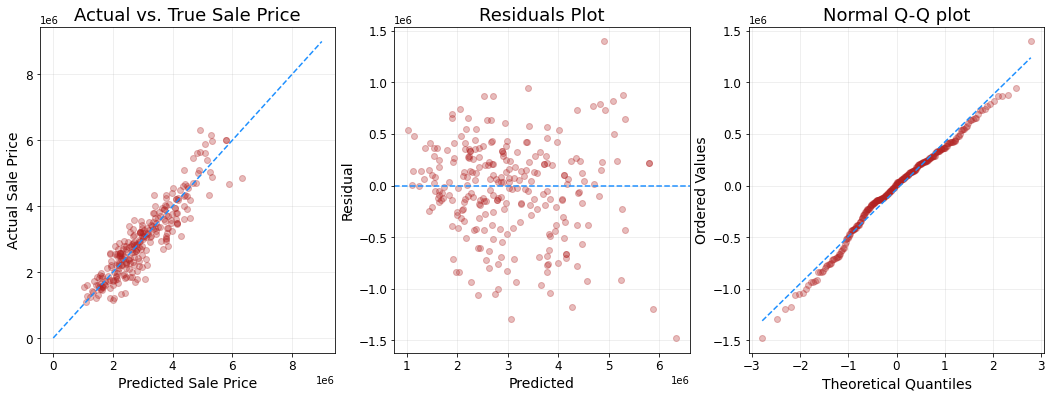 Actual vs. True Sale Price
1e6
8
6
4
2
0
0 2 4 6 8
1e6
Predicted Sale Price
Actual Sale Price
Residuals Plot
1e6
1.5
1.0
0.5
0.0
−0.5
−1.0
−1.5
1 2 3 4 5 6
1e6
Predicted
Residual
Normal Q-Q plot
1e6
1.5
1.0
0.5
0.0
−0.5
−1.0
−1.5
−3 −2 −1 0 1 2 3
Theoretical Quantiles
Ordered Values